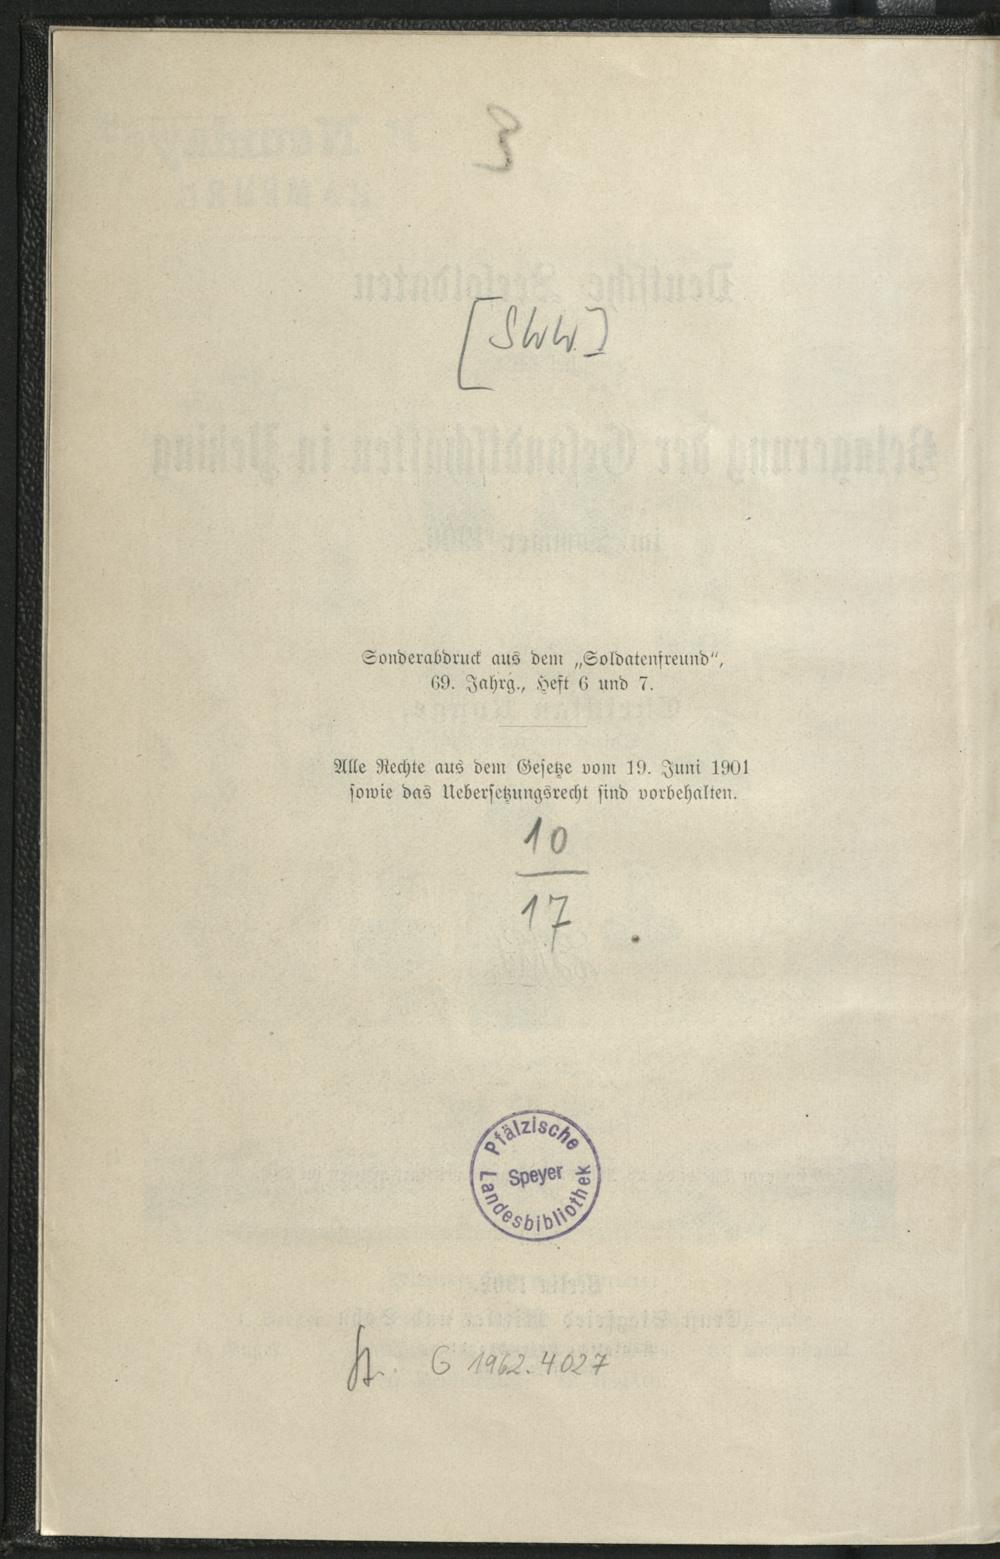 3
[SWW]
Sonderabdruck aus dem „Soldatenfreund“,
69. Jahrg., Heft 6 und 7.
Alle Rechte aus dem Gesetze vom 19. Juni 1901
sowie das Uebersetzungsrecht sind vorbehalten.
10
17
Pfälzische
Speyer
Landesbibliothek
G 1962.4027